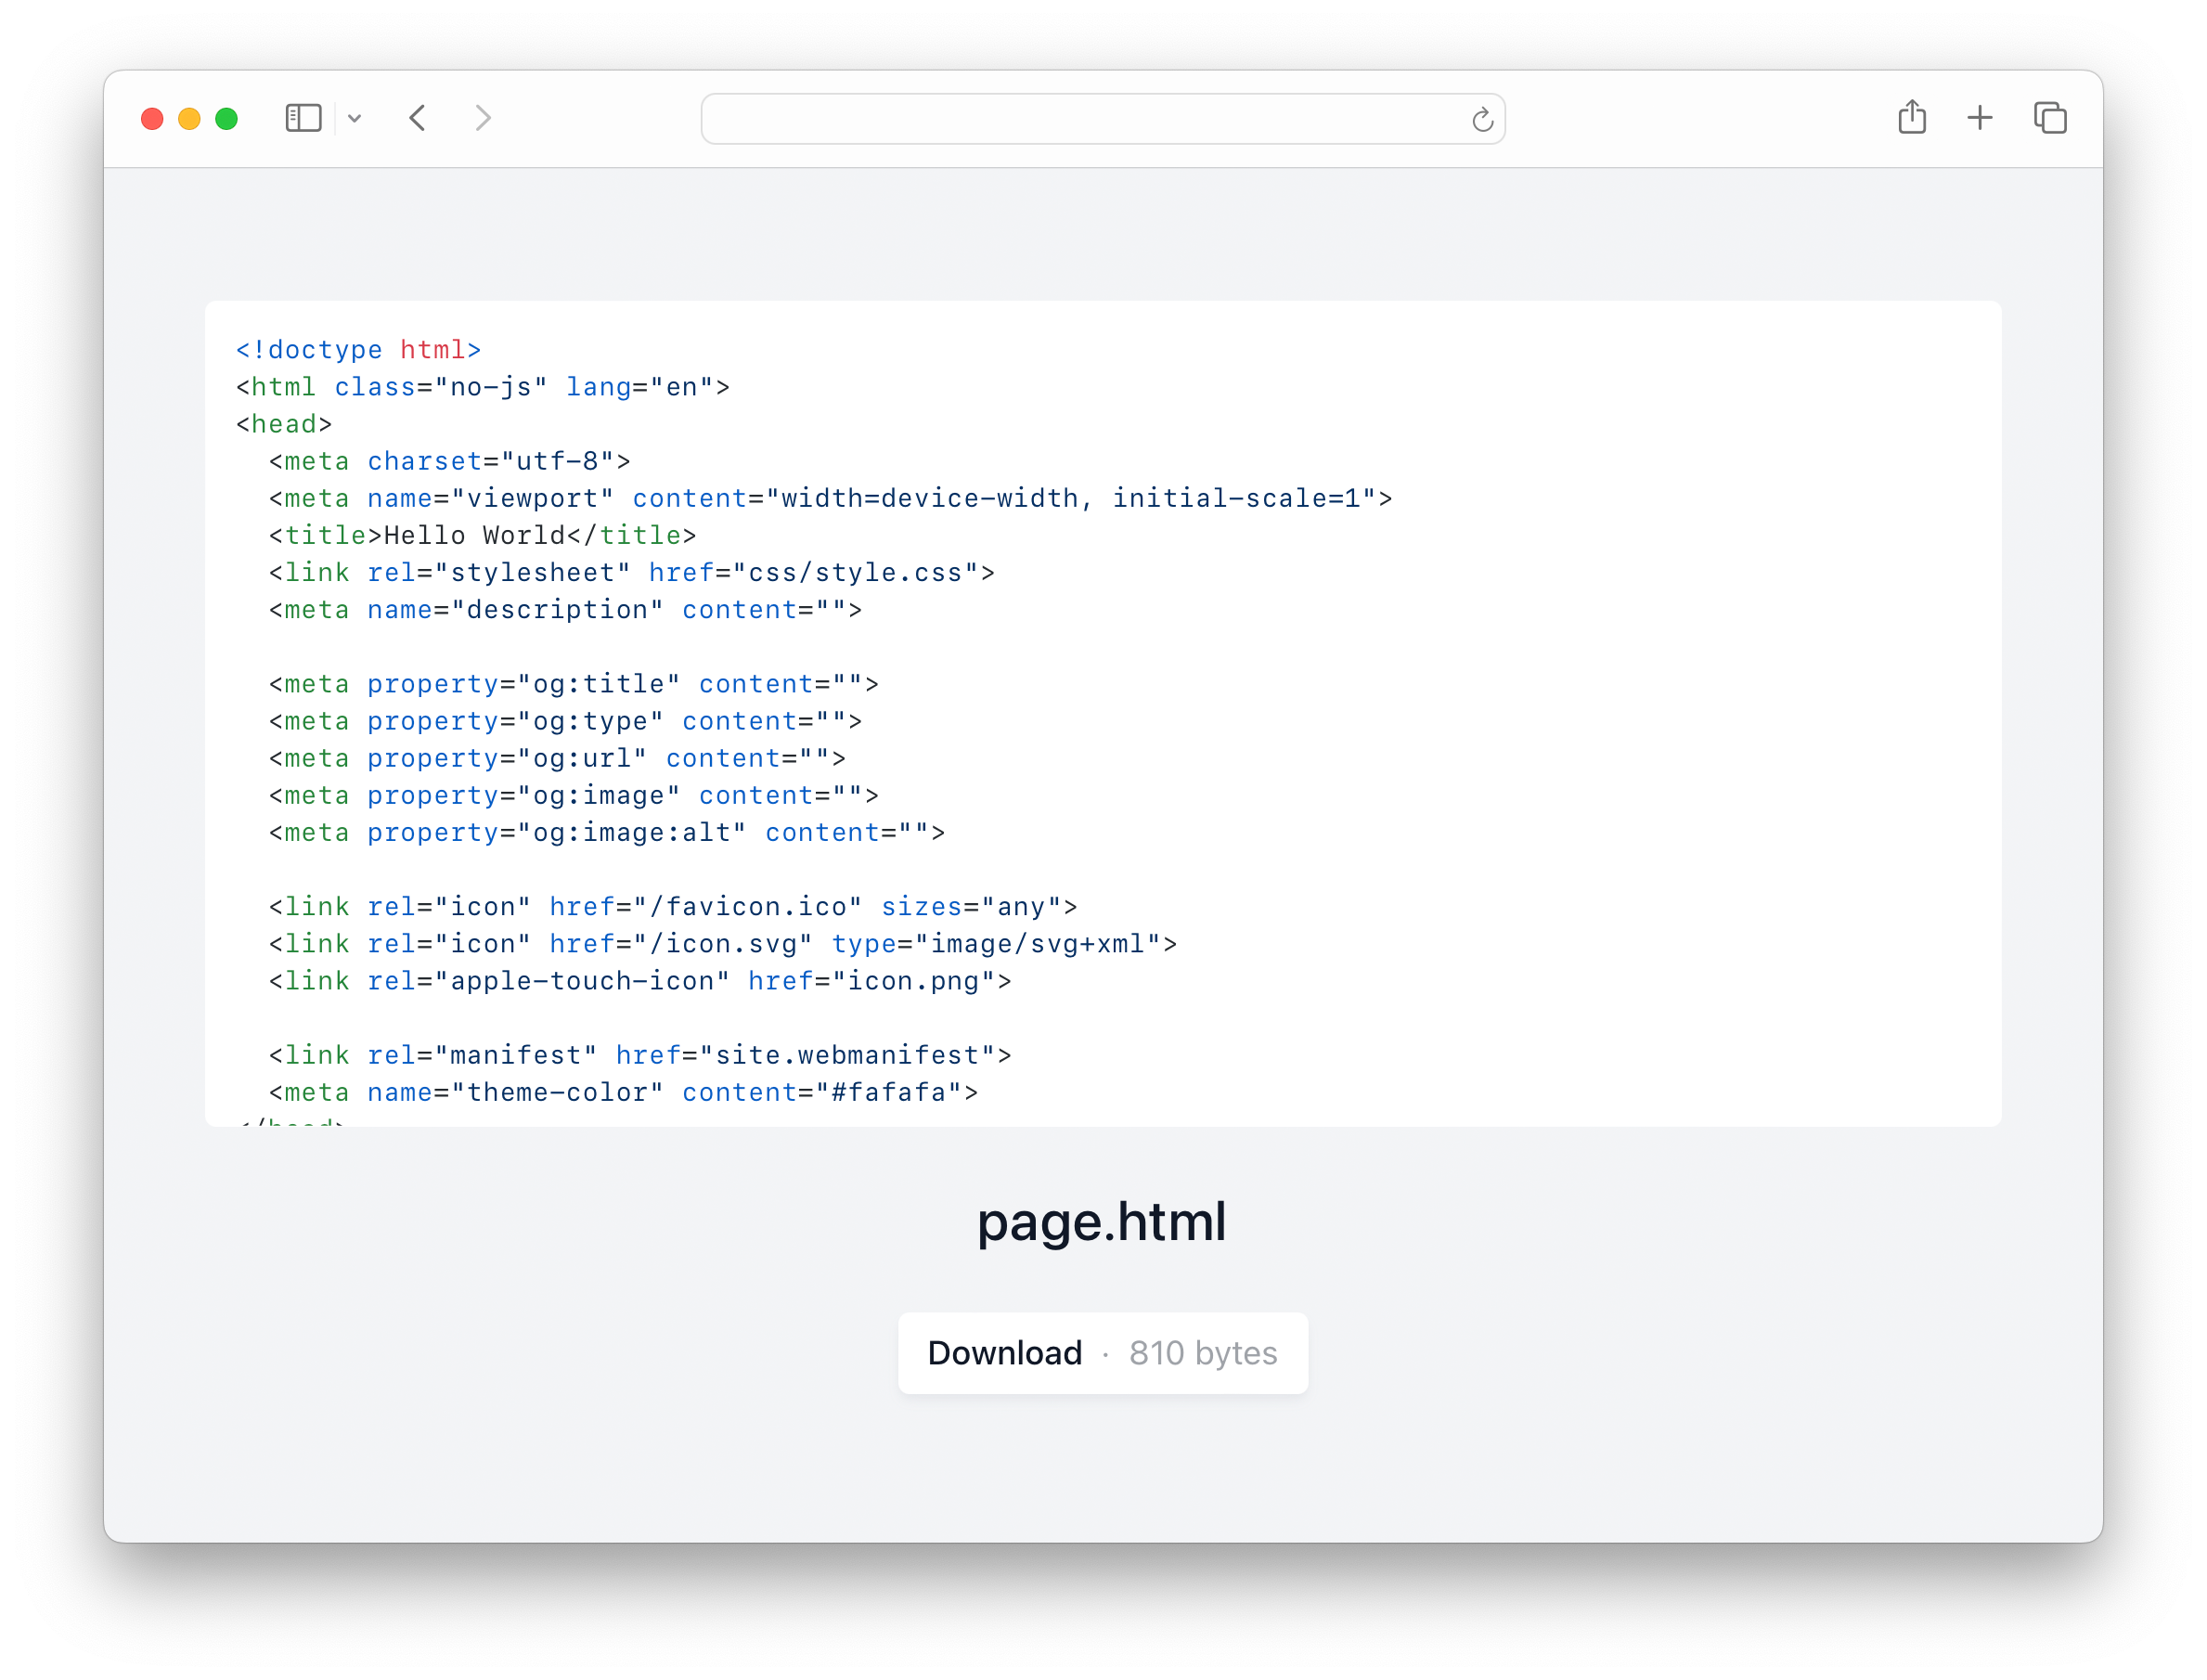 <!doctype html>
<html class="no-js" lang="en">
<head>
  <meta charset="utf-8">
  <meta name="viewport" content="width=device-width, initial-scale=1">
  <title>Hello World</title>
  <link rel="stylesheet" href="css/style.css">
  <meta name="description" content="">

  <meta property="og:title" content="">
  <meta property="og:type" content="">
  <meta property="og:url" content="">
  <meta property="og:image" content="">
  <meta property="og:image:alt" content="">

  <link rel="icon" href="/favicon.ico" sizes="any">
  <link rel="icon" href="/icon.svg" type="image/svg+xml">
  <link rel="apple-touch-icon" href="icon.png">

  <link rel="manifest" href="site.webmanifest">
  <meta name="theme-color" content="#fafafa">
</head>
page.html
Download · 810 bytes